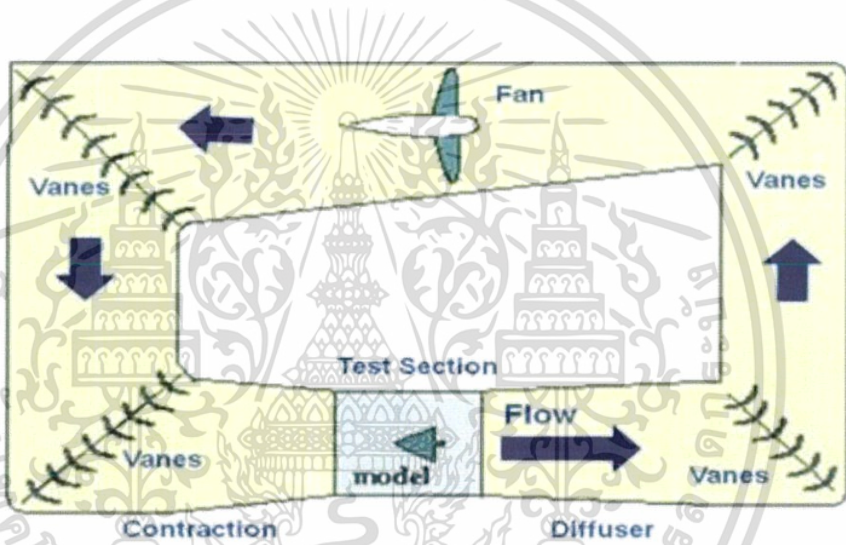 Fan
Vanes
Vanes
Test Section
Flow
model
Vanes
Vanes
Contraction
Diffuser